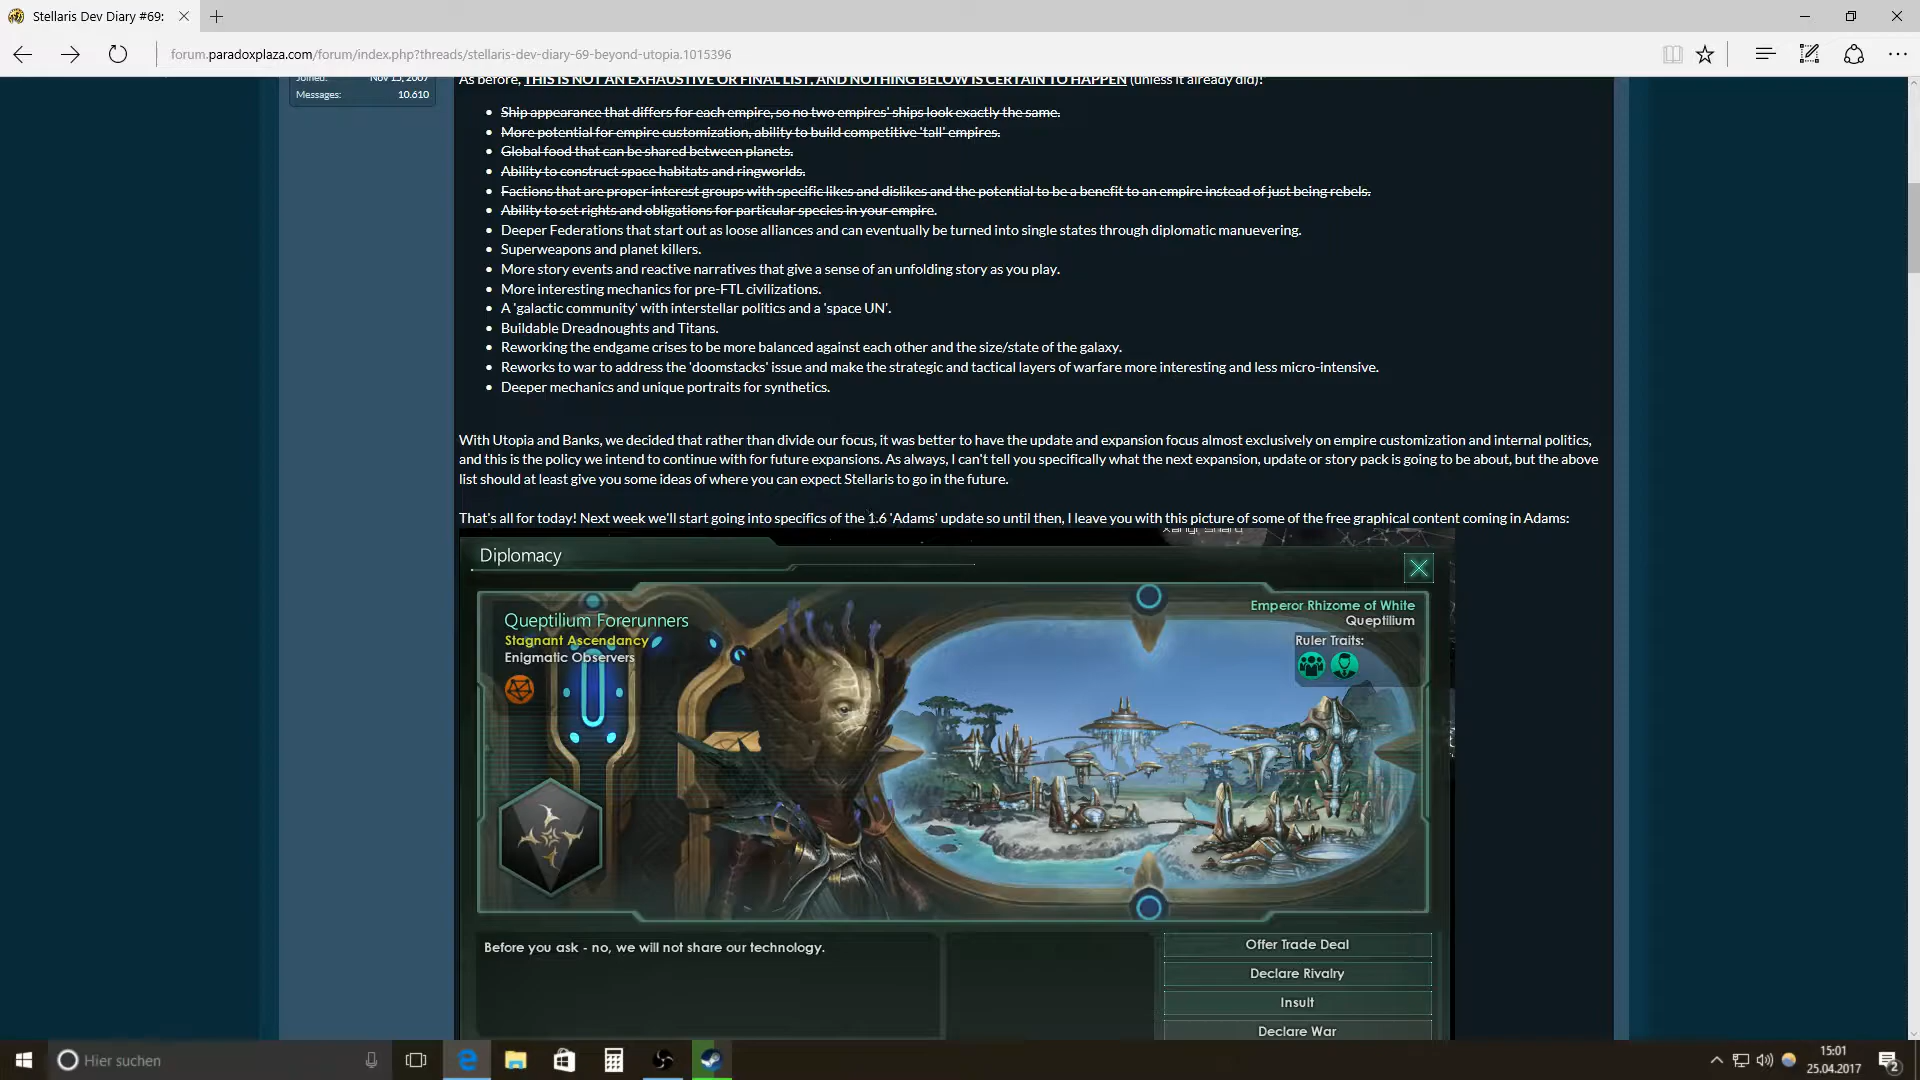 Stellaris Dev Diary #69:
forum.paradoxplaza.com/forum/index.php?threads/stellaris-dev-diary-69-beyond-utopia.1015396
Joined: Nov 15, 2007
Messages: 10.610
As before, THIS IS NOT AN EXHAUSTIVE OR FINAL LIST, AND NOTHING BELOW IS CERTAIN TO HAPPEN (unless it already did):
Ship appearance that differs for each empire, so no two empires' ships look exactly the same.
More potential for empire customization, ability to build competitive 'tall' empires.
Global food that can be shared between planets.
Ability to construct space habitats and ringworlds.
Factions that are proper interest groups with specific likes and dislikes and the potential to be a benefit to an empire instead of just being rebels.
Ability to set rights and obligations for particular species in your empire.
Deeper Federations that start out as loose alliances and can eventually be turned into single states through diplomatic manuevering.
Superweapons and planet killers.
More story events and reactive narratives that give a sense of an unfolding story as you play.
More interesting mechanics for pre-FTL civilizations.
A 'galactic community' with interstellar politics and a 'space UN'.
Buildable Dreadnoughts and Titans.
Reworking the endgame crises to be more balanced against each other and the size/state of the galaxy.
Reworks to war to address the 'doomstacks' issue and make the strategic and tactical layers of warfare more interesting and less micro-intensive.
Deeper mechanics and unique portraits for synthetics.
With Utopia and Banks, we decided that rather than divide our focus, it was better to have the update and expansion focus almost exclusively on empire customization and internal politics,
and this is the policy we intend to continue with for future expansions. As always, I can't tell you specifically what the next expansion, update or story pack is going to be about, but the above
list should at least give you some ideas of where you can expect Stellaris to go in the future.
That's all for today! Next week we'll start going into specifics of the 1.6 'Adams' update so until then, I leave you with this picture of some of the free graphical content coming in Adams:
Diplomacy
Queptilium Forerunners
Stagnant Ascendancy
Enigmatic Observers
Emperor Rhizome of White
Queptilium
Ruler Traits:
Before you ask - no, we will not share our technology.
Offer Trade Deal
Declare Rivalry
Insult
Declare War
Hier suchen
15:01
25.04.2017
2